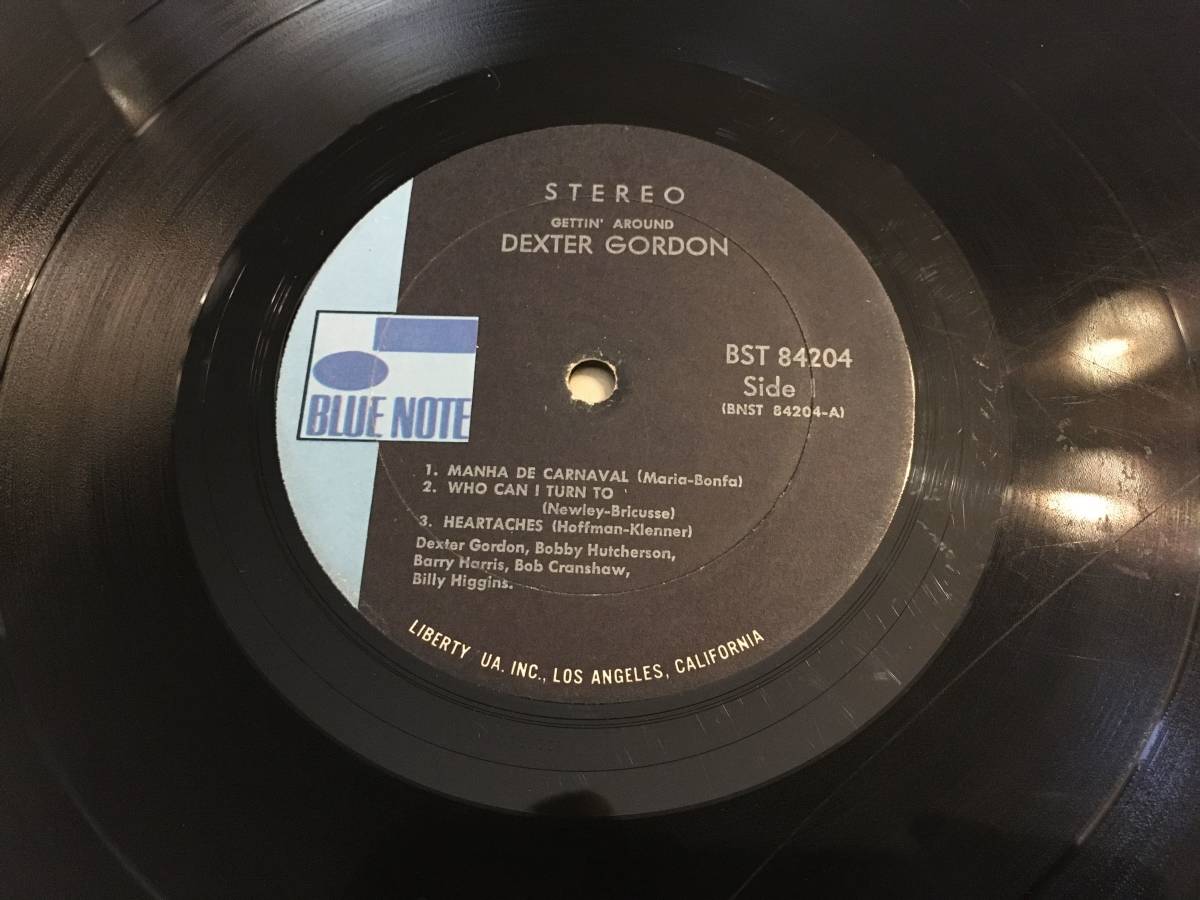 STEREO
GETTIN' AROUND
DEXTER GORDON
BST 84204
Side 1
(BNST 84204-A)
BLUE NOTE
1. MANHA DE CARNAVAL (Maria-Bonfa)
2. WHO CAN I TURN TO
(Newley-Bricusse)
3. HEARTACHES (Hoffman-Klenner)
Dexter Gordon, Bobby Hutcherson,
Barry Harris, Bob Cranshaw,
Billy Higgins.
LIBERTY UA. INC., LOS ANGELES, CALIFORNIA